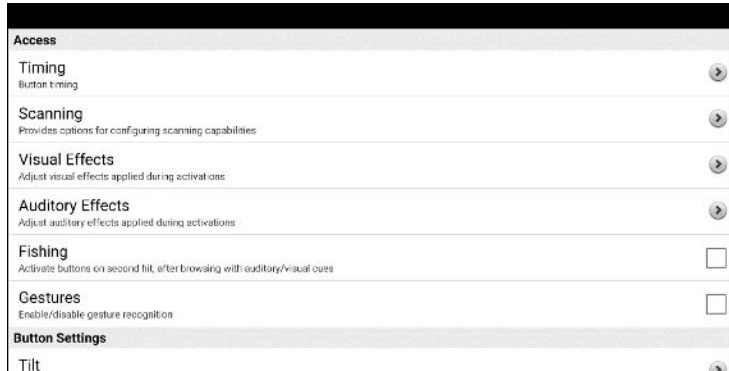 Access
Timing
Button timing
Scanning
Provides options for configuring scanning capabilities
Visual Effects
Adjust visual effects applied during activations
Auditory Effects
Adjust auditory effects applied during activations
Fishing
Activate buttons on second hit, after browsing with auditory/visual cues
Gestures
Enable/disable gesture recognition
Button Settings
Tilt